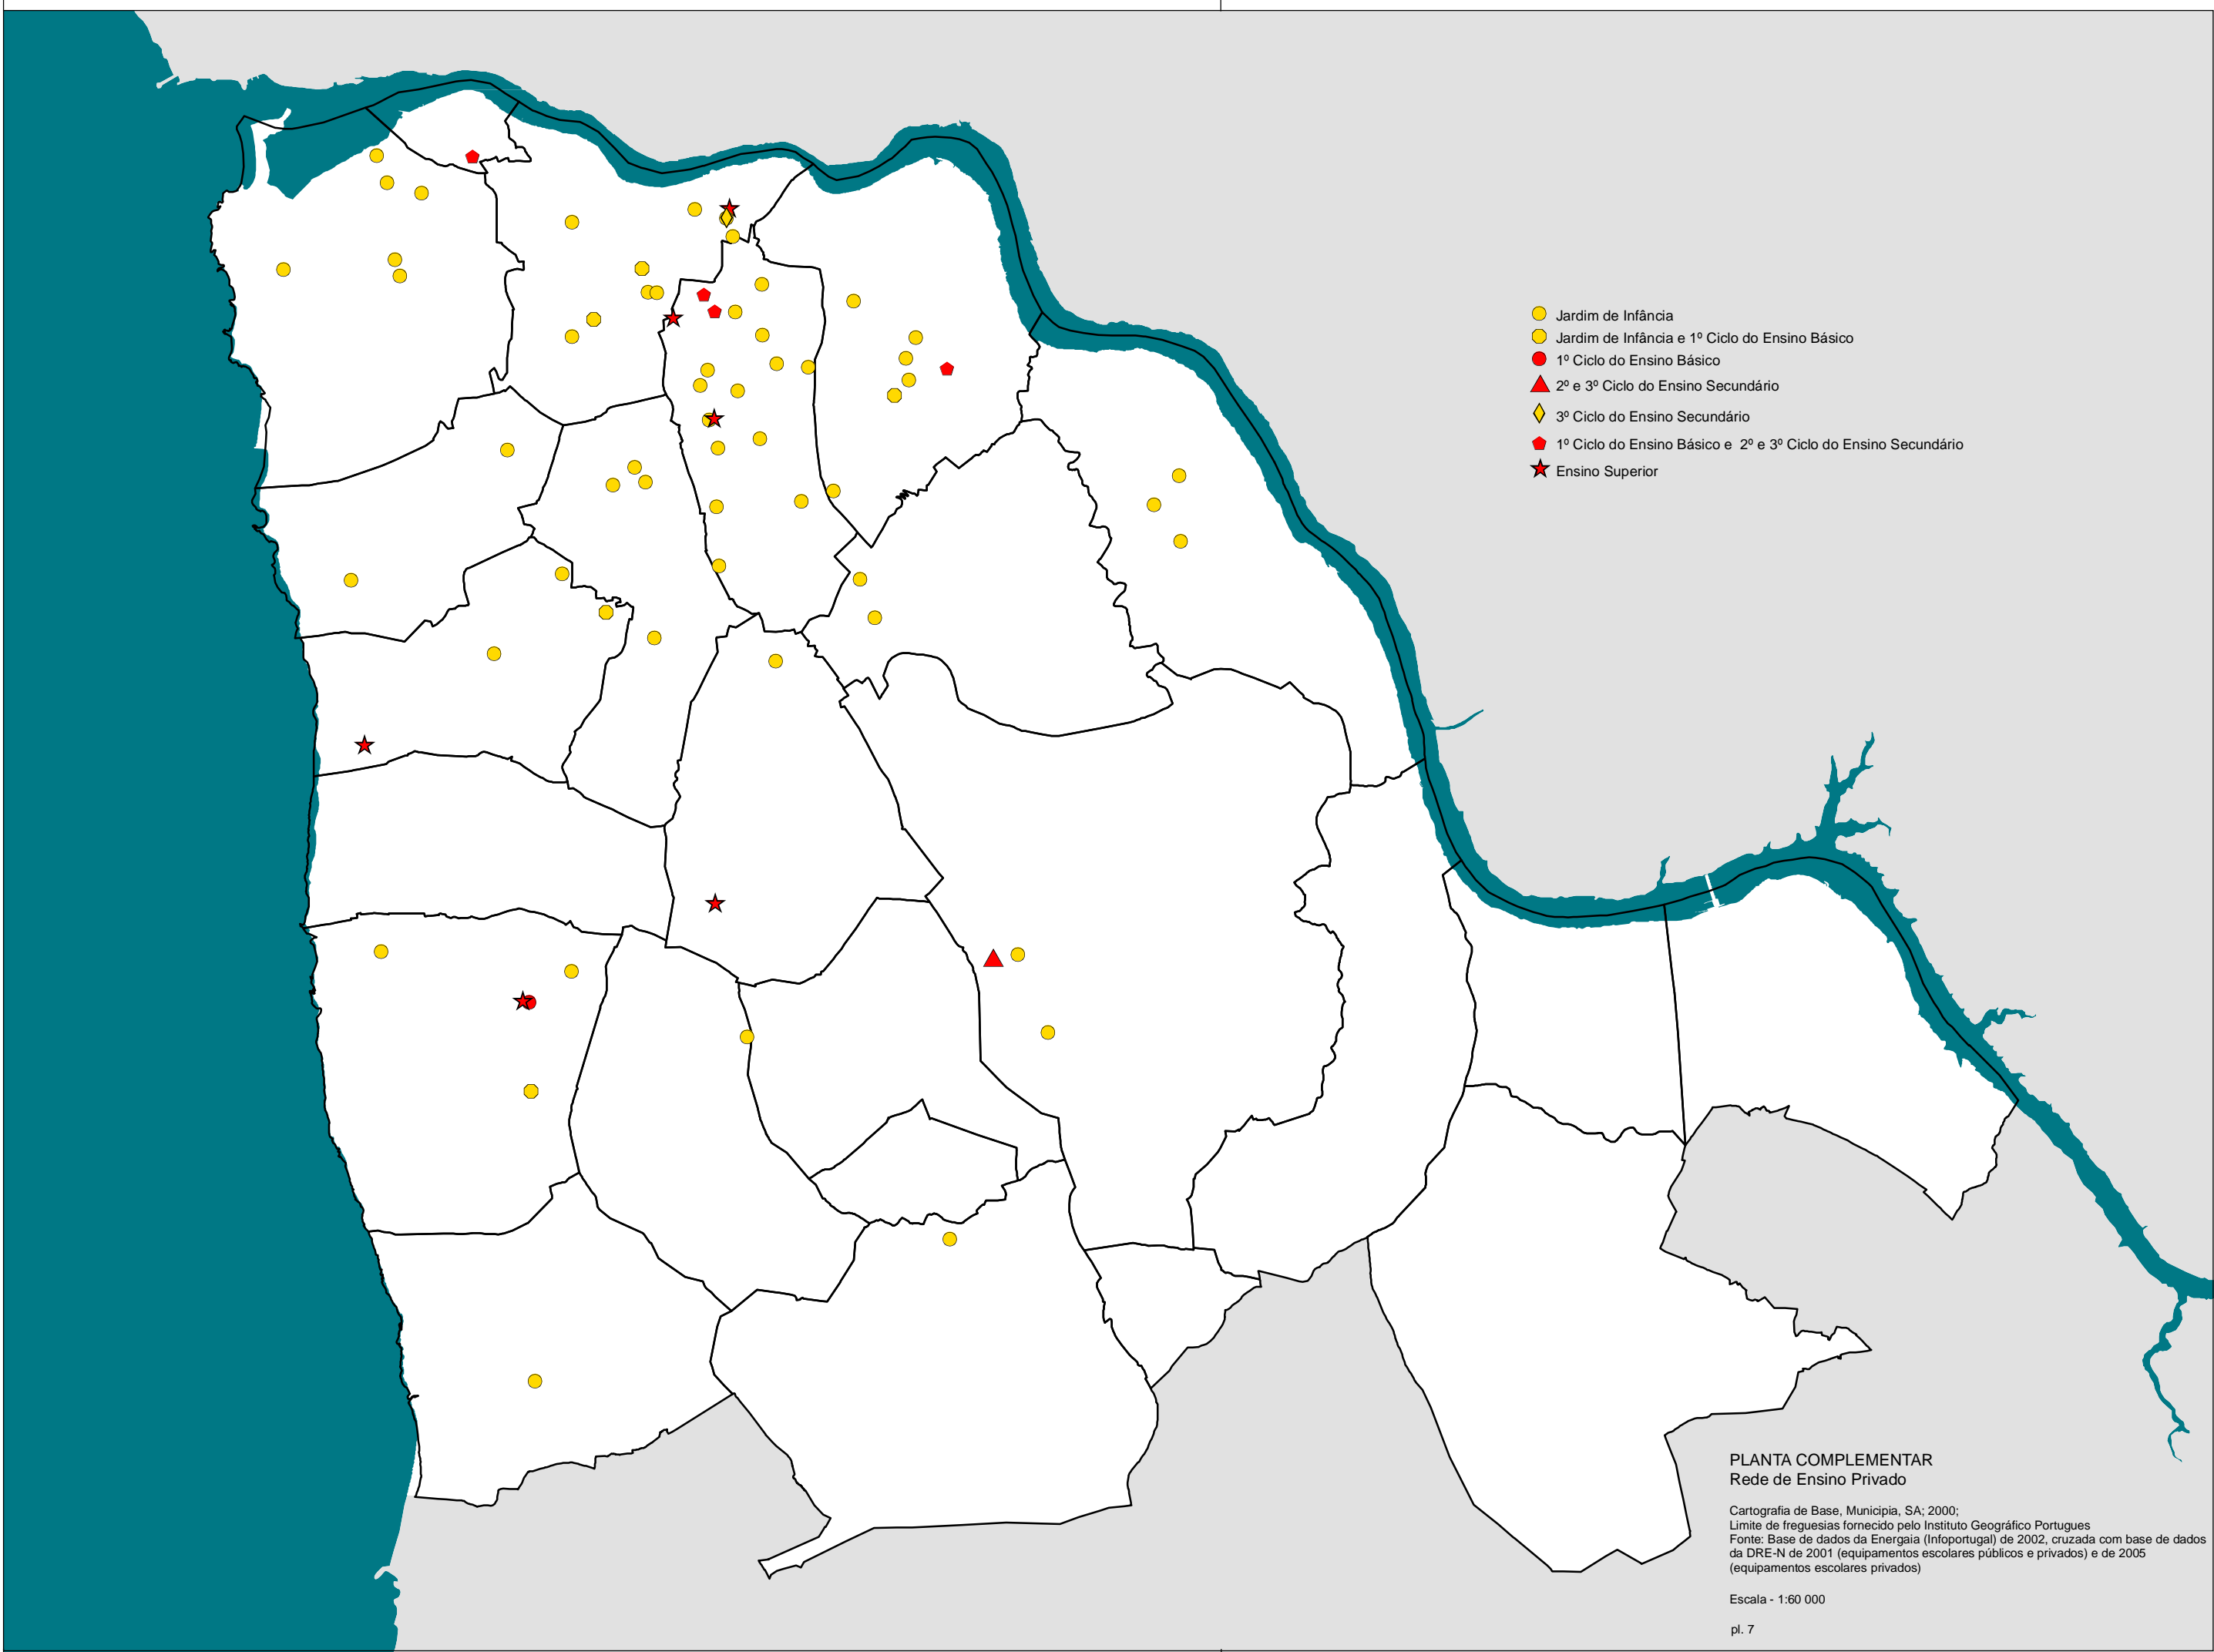 Jardim de Infância
Jardim de Infância e 1º Ciclo do Ensino Básico
1º Ciclo do Ensino Básico
2º e 3º Ciclo do Ensino Secundário
3º Ciclo do Ensino Secundário
1º Ciclo do Ensino Básico e 2º e 3º Ciclo do Ensino Secundário
Ensino Superior
PLANTA COMPLEMENTAR
Rede de Ensino Privado
Cartografia de Base, Municipia, SA; 2000;
Limite de freguesias fornecido pelo Instituto Geográfico Portugues
Fonte: Base de dados da Energaia (Infoportugal) de 2002, cruzada com base de dados
da DRE-N de 2001 (equipamentos escolares públicos e privados) e de 2005
(equipamentos escolares privados)
Escala - 1:60 000
pl. 7